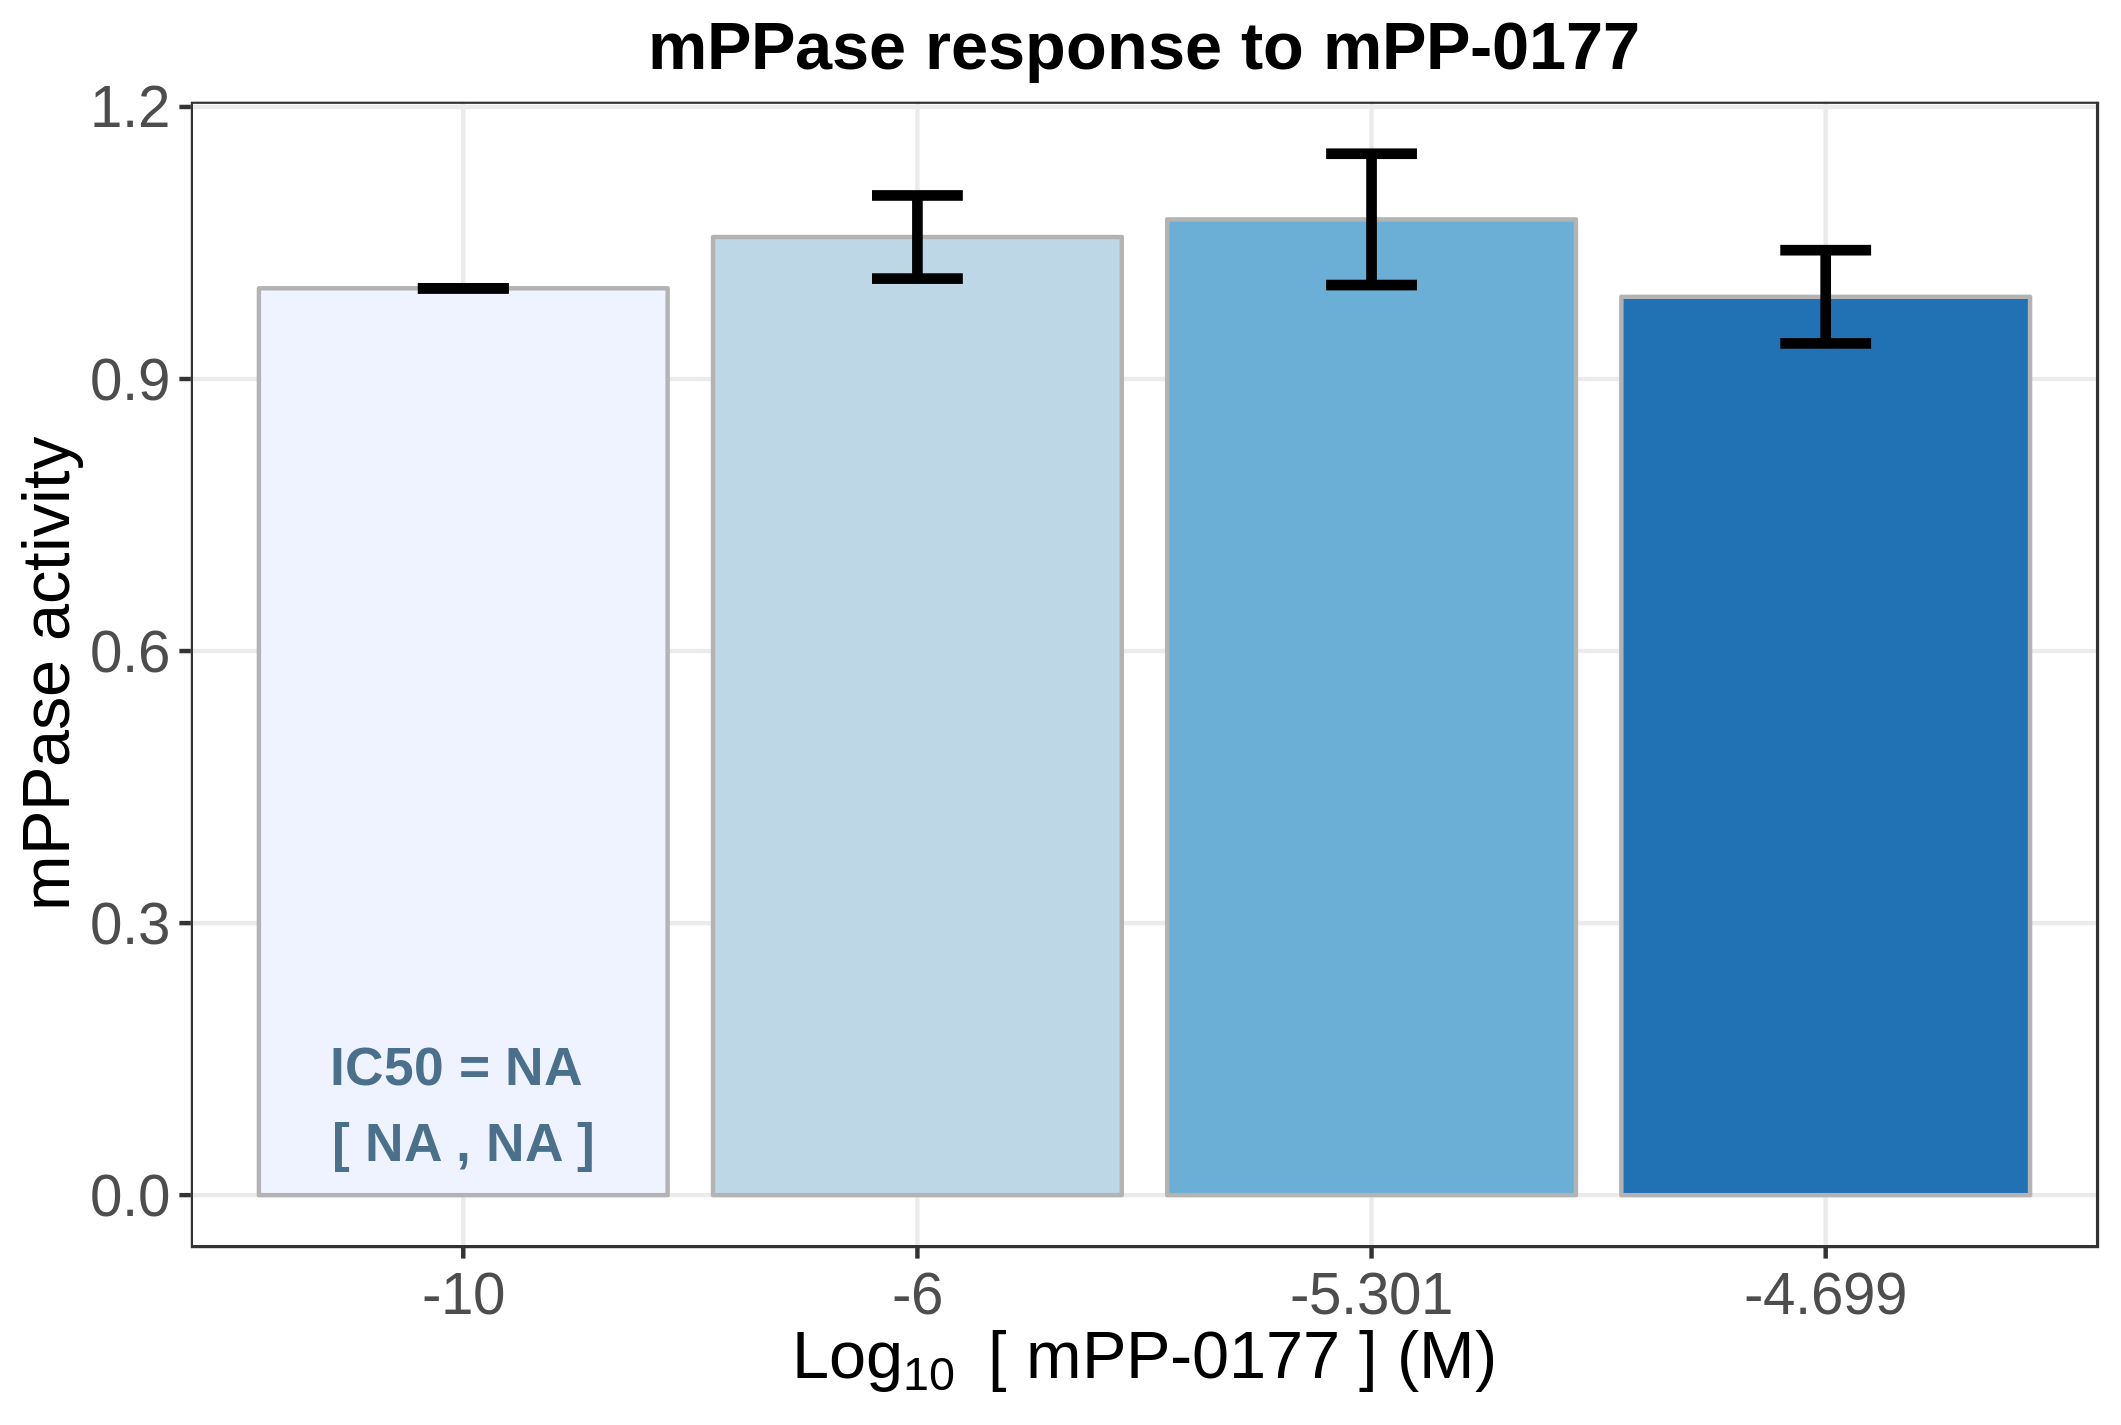 mPPase response to mPP-0177
1.2
0.9
0.6
0.3
0.0
mPPase activity
IC50 = NA
[ NA , NA ]
-10 -6 -5.301 -4.699
Log10 [ mPP-0177 ] (M)